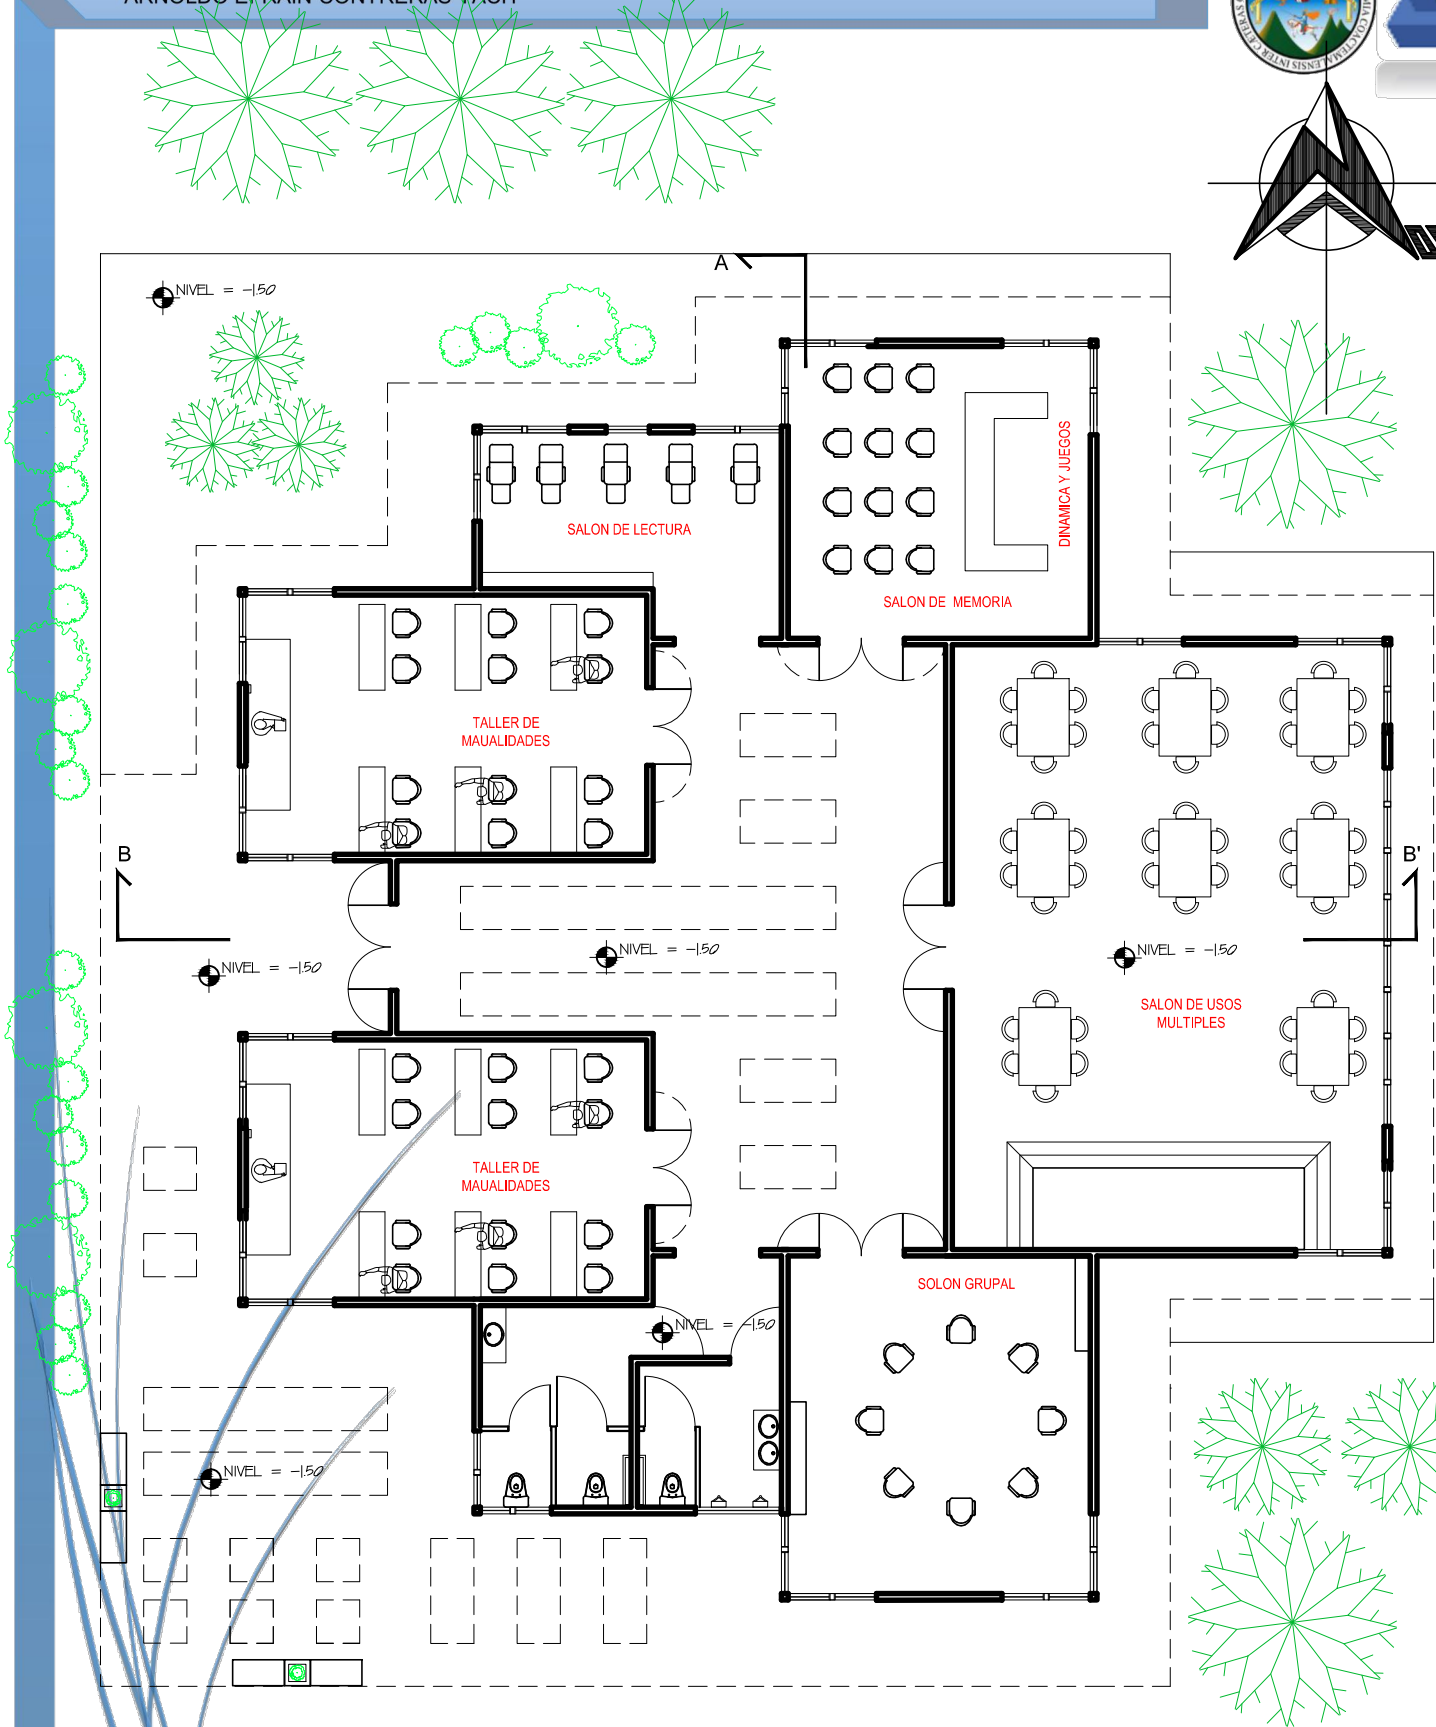 A
NIVEL = -1.50
DINAMICA Y JUEGOS
SALON DE LECTURA
SALON DE MEMORIA
TALLER DE
MAUALIDADES
B
B'
NIVEL = -1.50
NIVEL = -1.50
NIVEL = -1.50
SALON DE USOS
MULTIPLES
TALLER DE
MAUALIDADES
SOLON GRUPAL
NIVEL = -1.50
NIVEL = -1.50